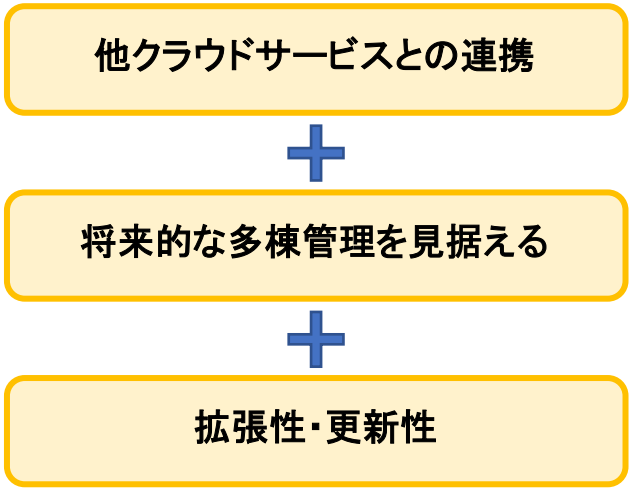 他クラウドサービスとの連携
将来的な多棟管理を見据える
拡張性・更新性